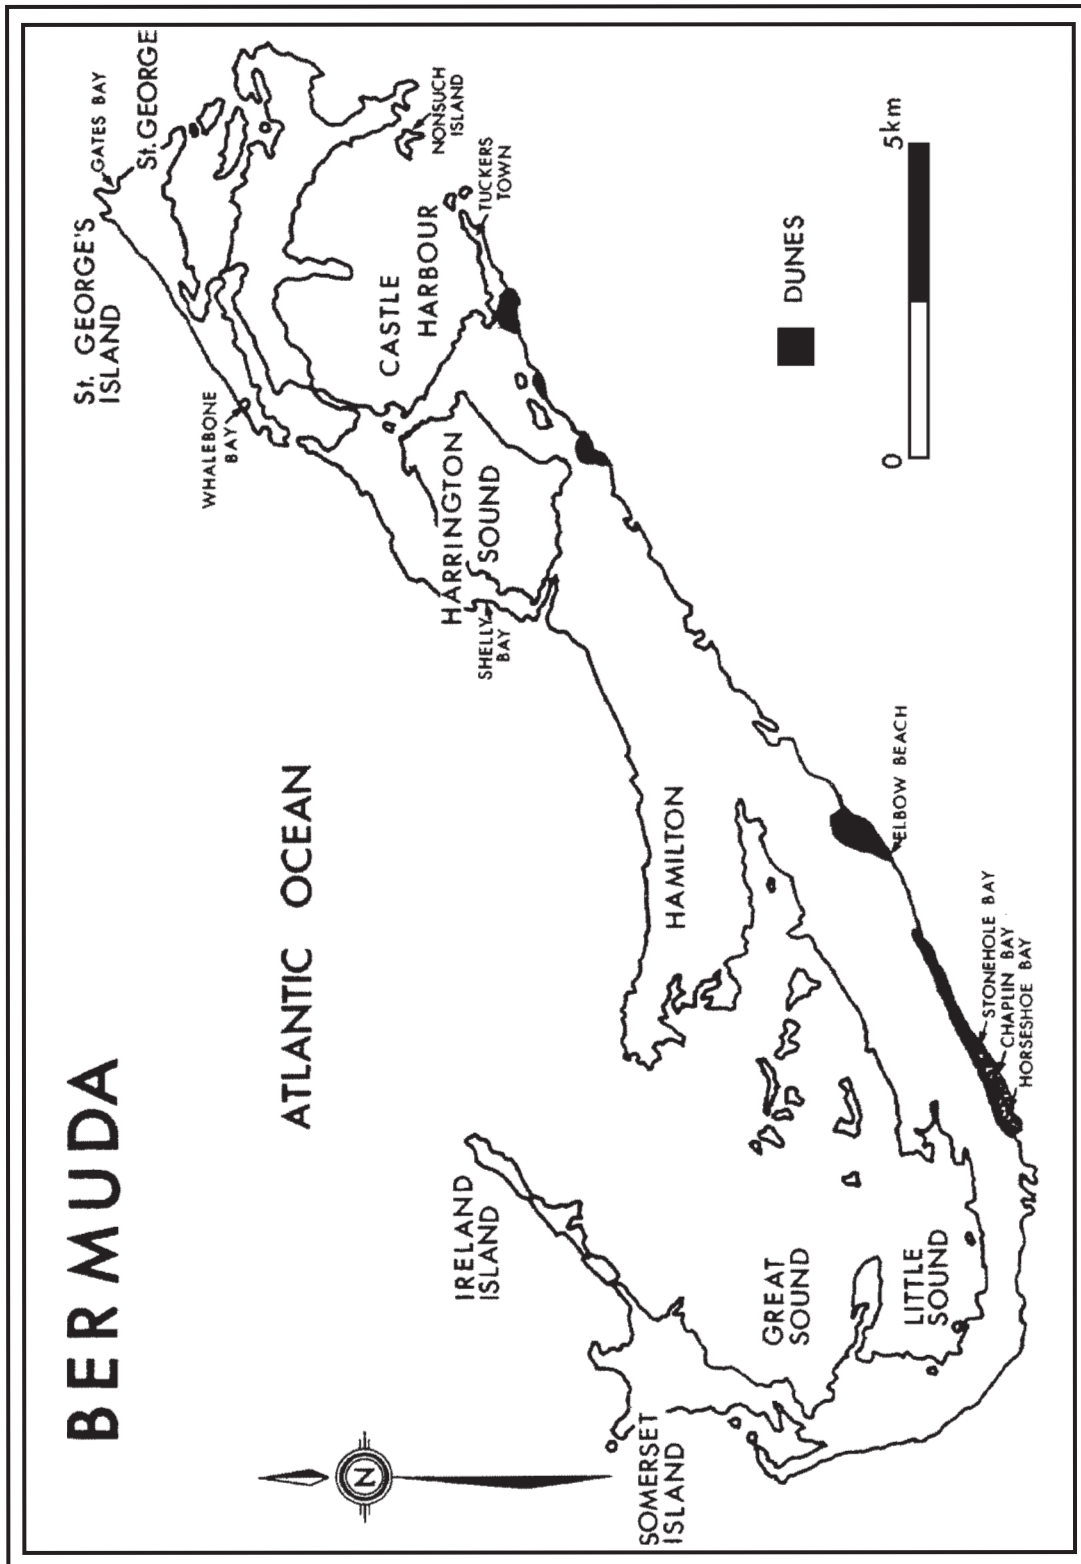 BERMUDA
ATLANTIC OCEAN
St. GEORGE'S
ISLAND
GATES BAY
St. GEORGE
WHALEBONE
BAY
NONSUCH
ISLAND
TUCKERS
TOWN
CASTLE
HARBOUR
HARRINGTON
SOUND
SHELLY
BAY
HAMILTON
ELBOW BEACH
STONEHOLE BAY
CHAPLIN BAY
HORSESHOE BAY
IRELAND
ISLAND
GREAT
SOUND
LITTLE
SOUND
SOMERSET
ISLAND
N
DUNES
0
5km